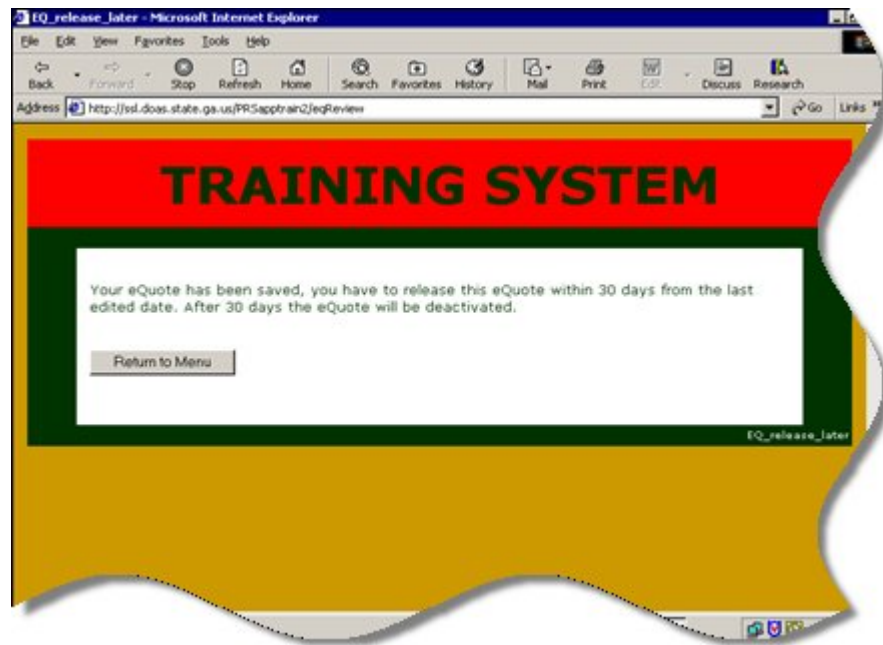 EQ_release_later - Microsoft Internet Explorer
File Edit View Favorites Tools Help
Back Forward Stop Refresh Home Search Favorites History Mail Print Edit Discuss Research
Address http://ssl.doas.state.ga.us/PRSapptrain2/eqReview Go Links
TRAINING SYSTEM
Your eQuote has been saved, you have to release this eQuote within 30 days from the last
edited date. After 30 days the eQuote will be deactivated.
Return to Menu
EQ_release_later